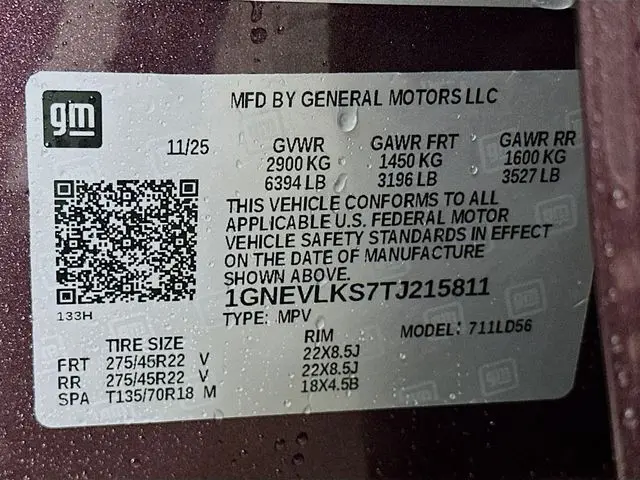 gm
MFD BY GENERAL MOTORS LLC
11/25 GVWR GAWR FRT GAWR RR
2900 KG 1450 KG 1600 KG
6394 LB 3196 LB 3527 LB
THIS VEHICLE CONFORMS TO ALL
APPLICABLE U.S. FEDERAL MOTOR
VEHICLE SAFETY STANDARDS IN EFFECT
ON THE DATE OF MANUFACTURE
SHOWN ABOVE.
1GNEVLKS7TJ215811
133H
TYPE: MPV MODEL: 711LD56
TIRE SIZE RIM
FRT 275/45R22 V 22X8.5J
RR 275/45R22 V 22X8.5J
SPA T135/70R18 M 18X4.5B